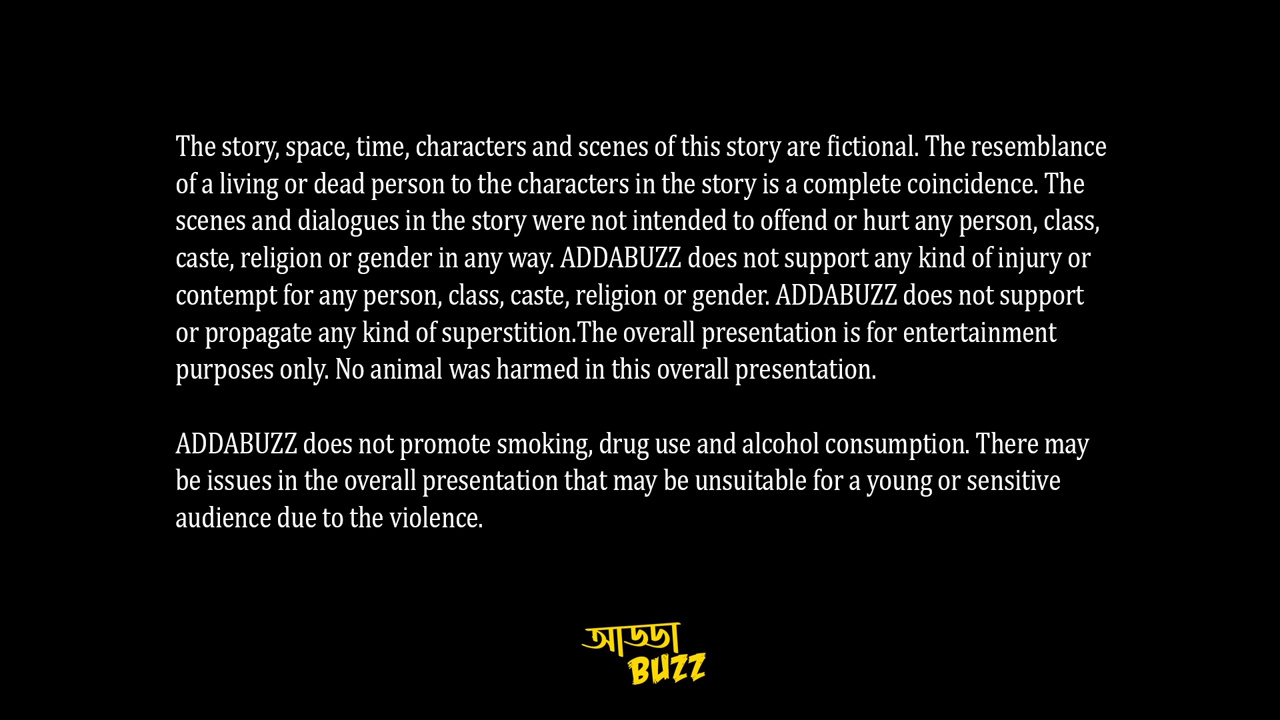 The story, space, time, characters and scenes of this story are fictional. The resemblance
of a living or dead person to the characters in the story is a complete coincidence. The
scenes and dialogues in the story were not intended to offend or hurt any person, class,
caste, religion or gender in any way. ADDABUZZ does not support any kind of injury or
contempt for any person, class, caste, religion or gender. ADDABUZZ does not support
or propagate any kind of superstition.The overall presentation is for entertainment
purposes only. No animal was harmed in this overall presentation.
ADDABUZZ does not promote smoking, drug use and alcohol consumption. There may
be issues in the overall presentation that may be unsuitable for a young or sensitive
audience due to the violence.
আড্ডা
BUZZ